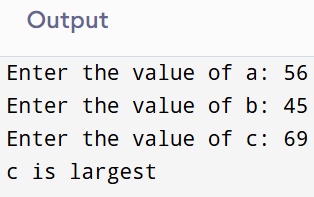 Output
Enter the value of a: 56
Enter the value of b: 45
Enter the value of c: 69
c is largest